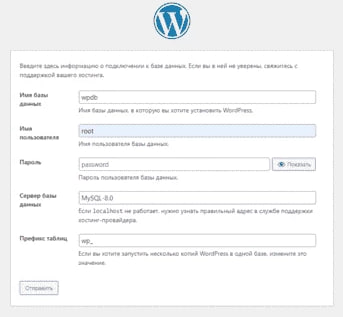 Введите здесь информацию о подключении к базе данных. Если вы в ней не уверены, свяжитесь с
поддержкой вашего хостинга.
Имя базы
данных
wpdb
Имя базы данных, в которую вы хотите установить WordPress.
Имя
пользователя
root
Имя пользователя базы данных.
Пароль
password
Показать
Пароль пользователя базы данных.
Сервер базы
данных
MySQL-8.0
Если localhost не работает, нужно узнать правильный адрес в службе поддержки
хостинг-провайдера.
Префикс таблиц
wp_
Если вы хотите запустить несколько копий WordPress в одной базе, измените это
значение.
Отправить